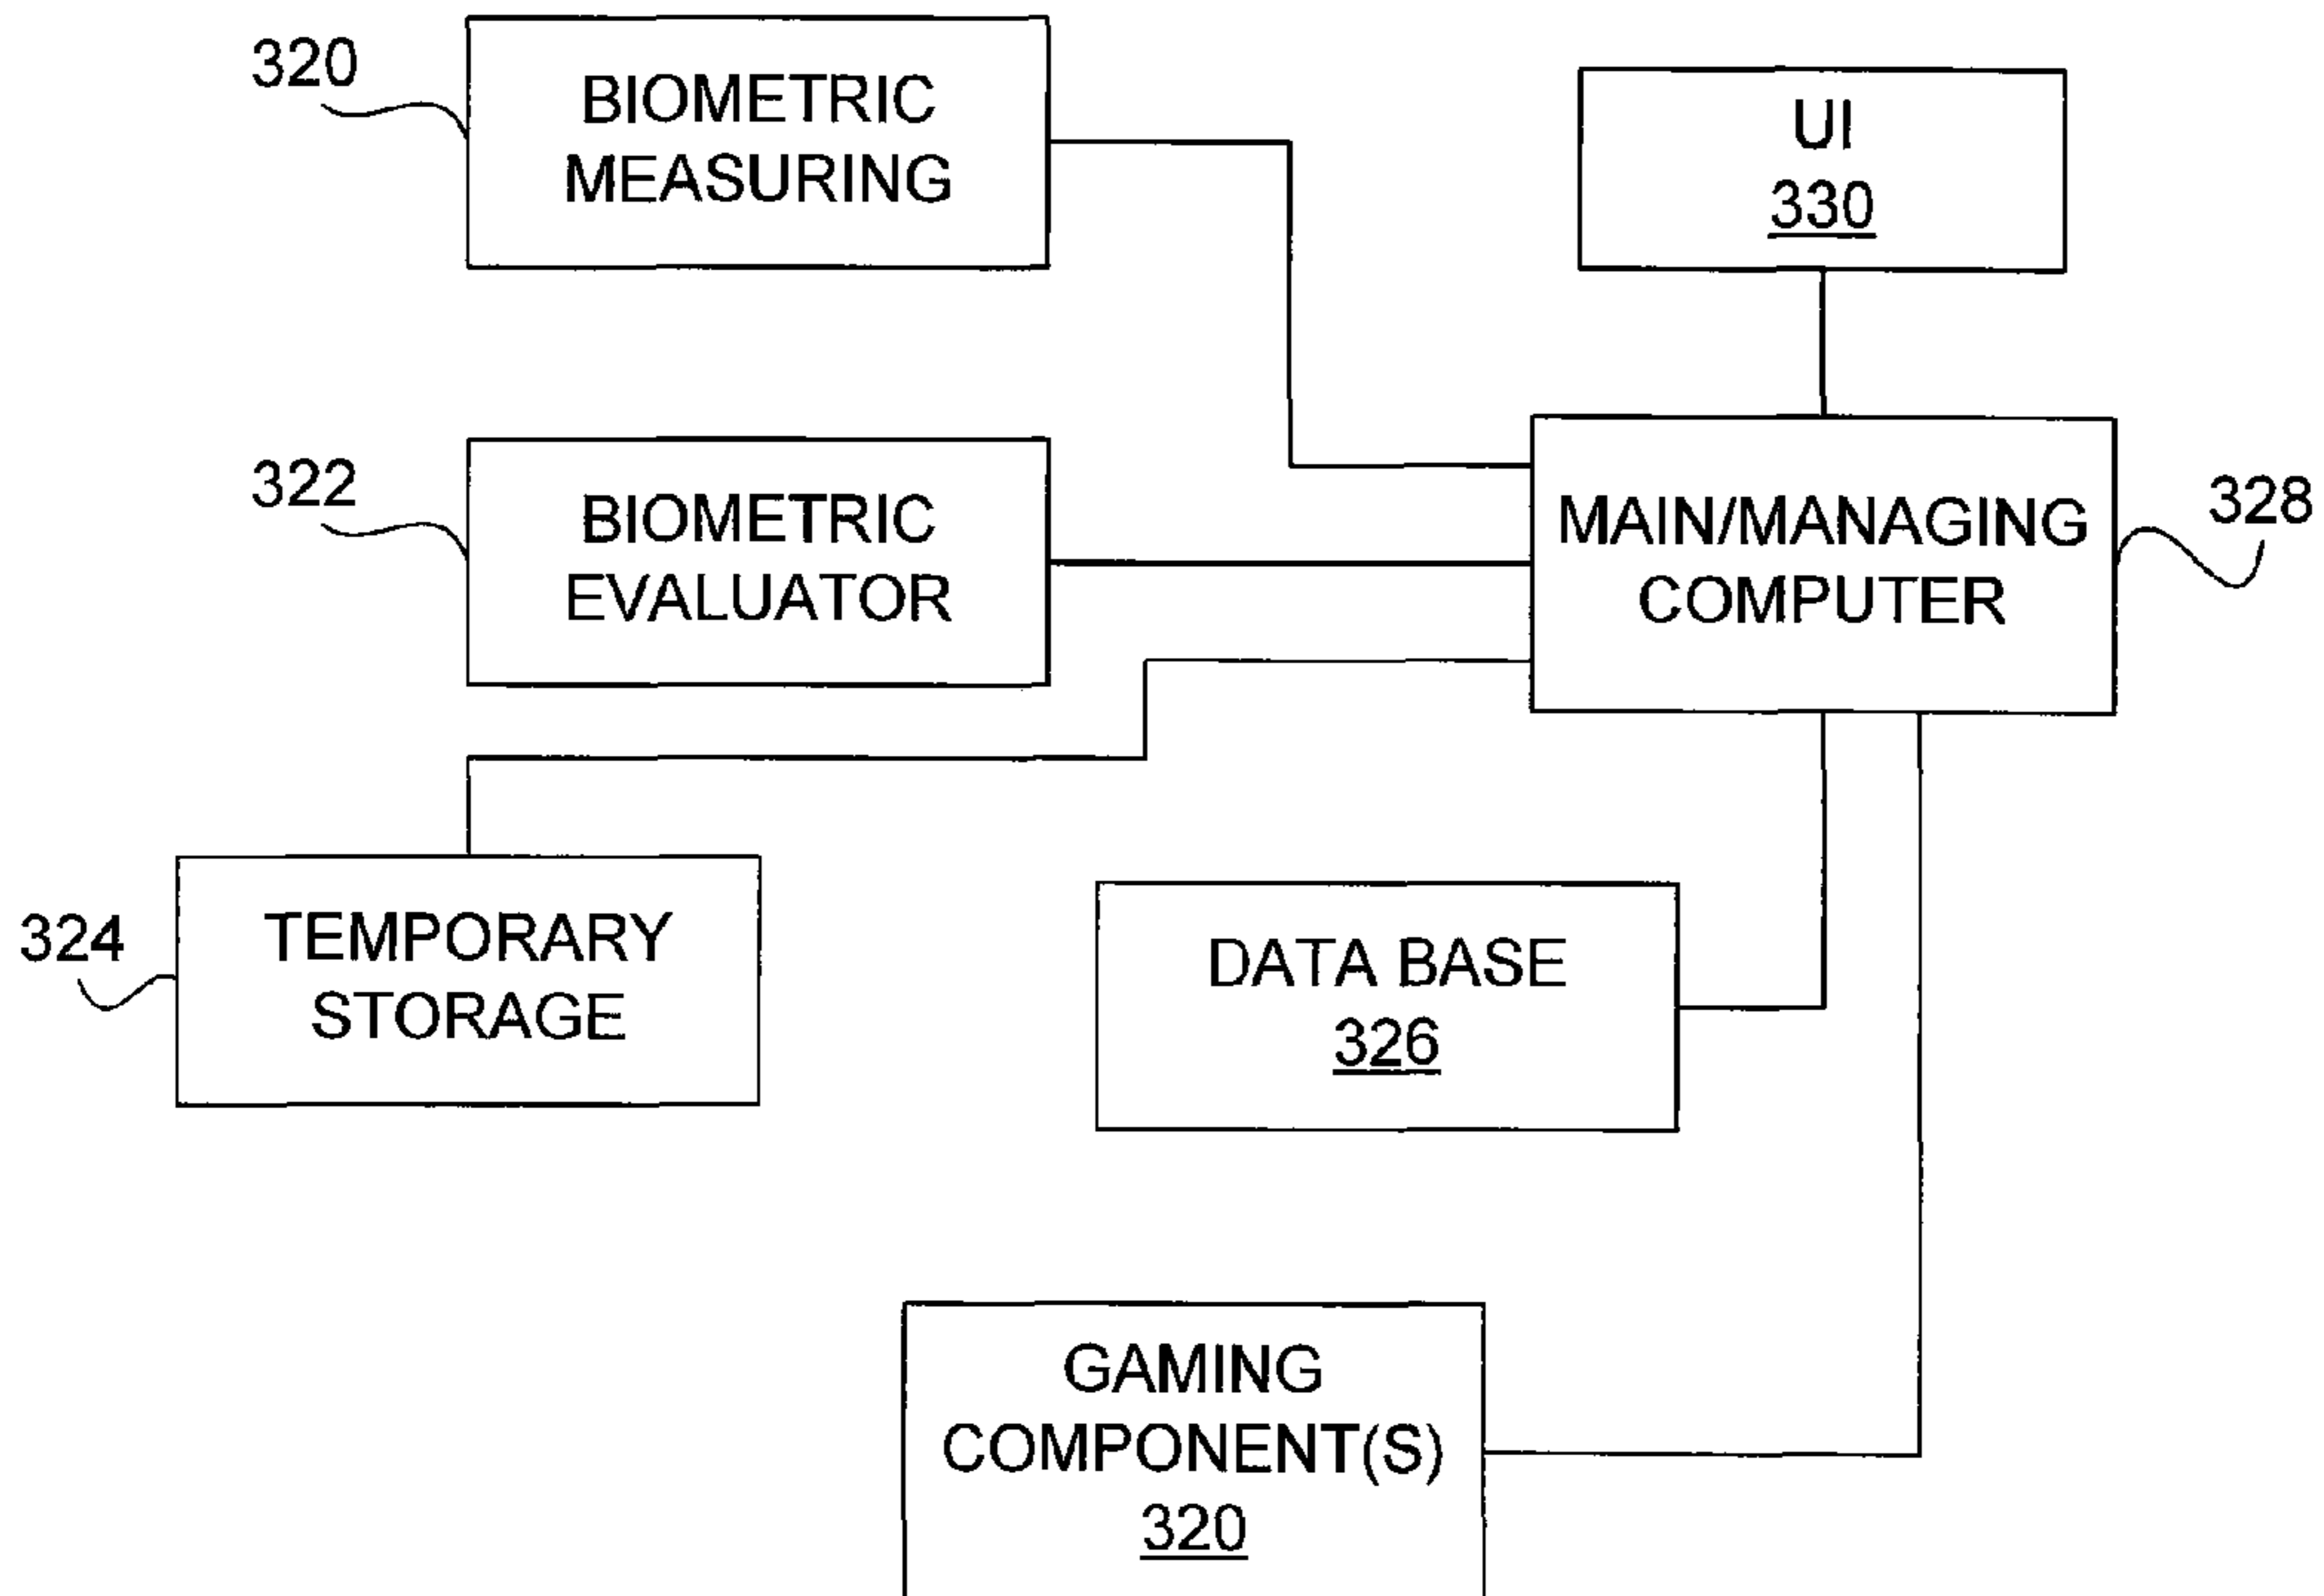 320
BIOMETRIC
MEASURING
UI
330
322
BIOMETRIC
EVALUATOR
MAIN/MANAGING
COMPUTER
328
324
TEMPORARY
STORAGE
DATA BASE
326
GAMING
COMPONENT(S)
320